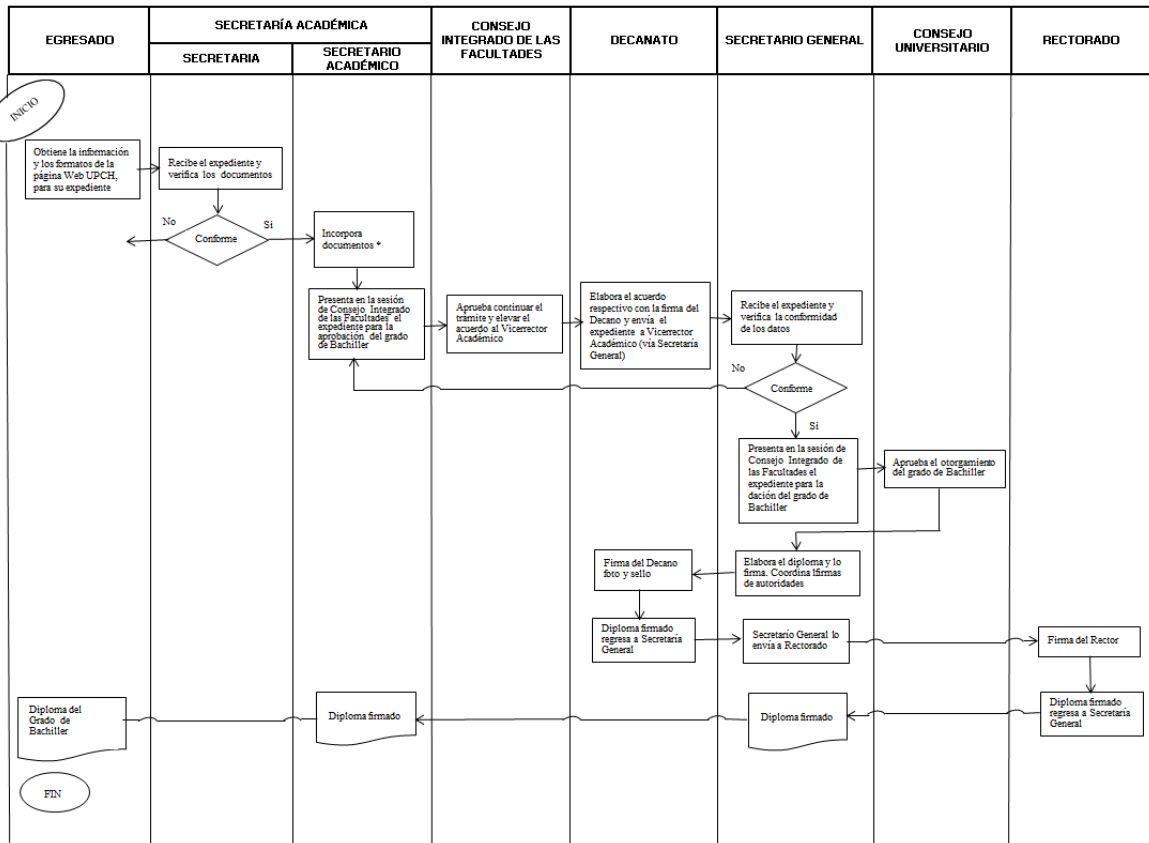 EGRESADO
SECRETARÍA ACADÉMICA
SECRETARIA
SECRETARIO
ACADÉMICO
CONSEJO
INTEGRADO DE LAS
FACULTADES
DECANATO
SECRETARIO GENERAL
CONSEJO
UNIVERSITARIO
RECTORADO
INICIO
Obtiene la información
y los formatos de la
página Web UPCH,
para su expediente
Recibe el expediente y
verifica los documentos
No
Conforme
Si
Incorpora
documentos *
Presenta en la sesión
de Consejo Integrado
de las Facultades el
expediente para la
aprobación del grado
de Bachiller
Aprueba continuar el
trámite y elevar el
acuerdo al Vicerrector
Académico
Elabora el acuerdo
respectivo con la firma del
Decano y envía el
expediente a Vicerrector
Académico (vía Secretaría
General)
Recibe el expediente y
verifica la conformidad
de los datos
No
Conforme
Si
Presenta en la sesión de
Consejo Integrado de
las Facultades el
expediente para la
dación del grado de
Bachiller
Aprueba el otorgamiento
del grado de Bachiller
Elabora el diploma y lo
firma. Coordina lfirmas
de autoridades
Firma del Decano
foto y sello
Diploma firmado
regresa a Secretaría
General
Secretario General lo
envía a Rectorado
Firma del Rector
Diploma firmado
regresa a Secretaría
General
Diploma firmado
Diploma firmado
Diploma del
Grado de
Bachiller
FIN